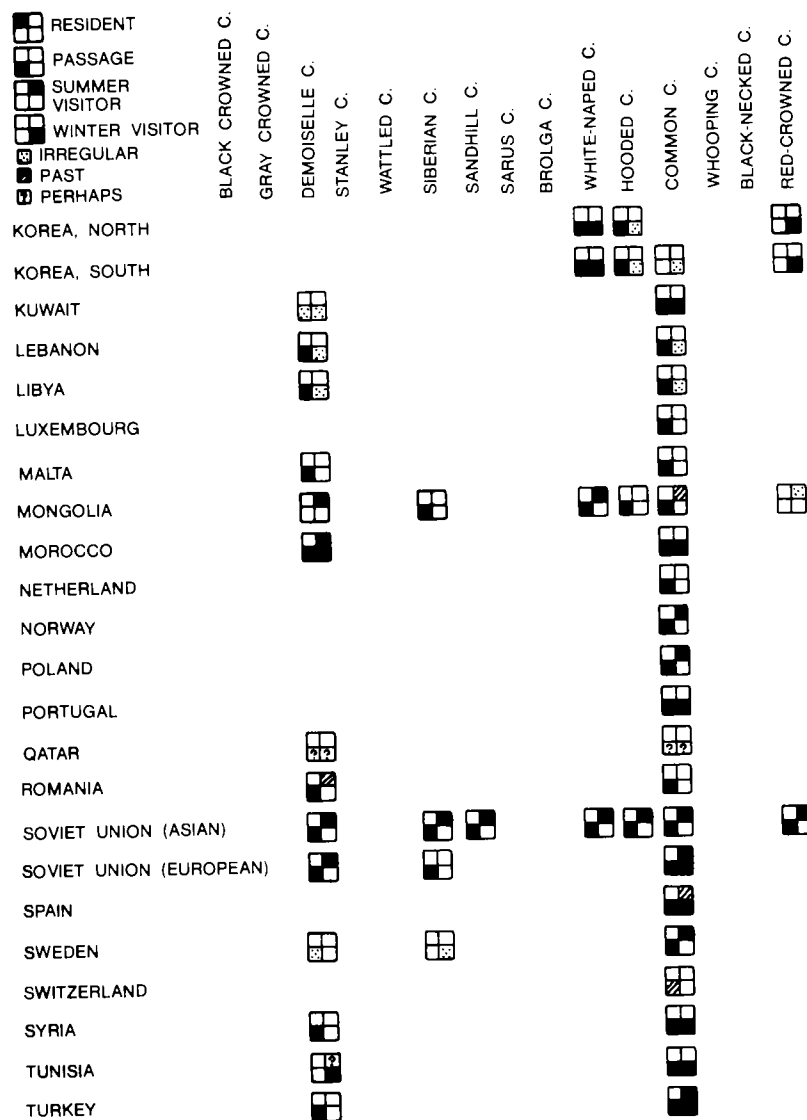 RESIDENT
PASSAGE
SUMMER
VISITOR
WINTER VISITOR
IRREGULAR
PAST
? PERHAPS
BLACK CROWNED C.
GRAY CROWNED C.
DEMOISELLE C.
STANLEY C.
WATTLED C.
SIBERIAN C.
SANDHILL C.
SARUS C.
BROLGA C.
WHITE-NAPED C.
HOODED C.
COMMON C.
WHOOPING C.
BLACK-NECKED C.
RED-CROWNED C.
KOREA, NORTH
KOREA, SOUTH
KUWAIT
LEBANON
LIBYA
LUXEMBOURG
MALTA
MONGOLIA
MOROCCO
NETHERLAND
NORWAY
POLAND
PORTUGAL
QATAR ? ? ? ?
ROMANIA
SOVIET UNION (ASIAN)
SOVIET UNION (EUROPEAN)
SPAIN
SWEDEN
SWITZERLAND
SYRIA
TUNISIA ?
TURKEY